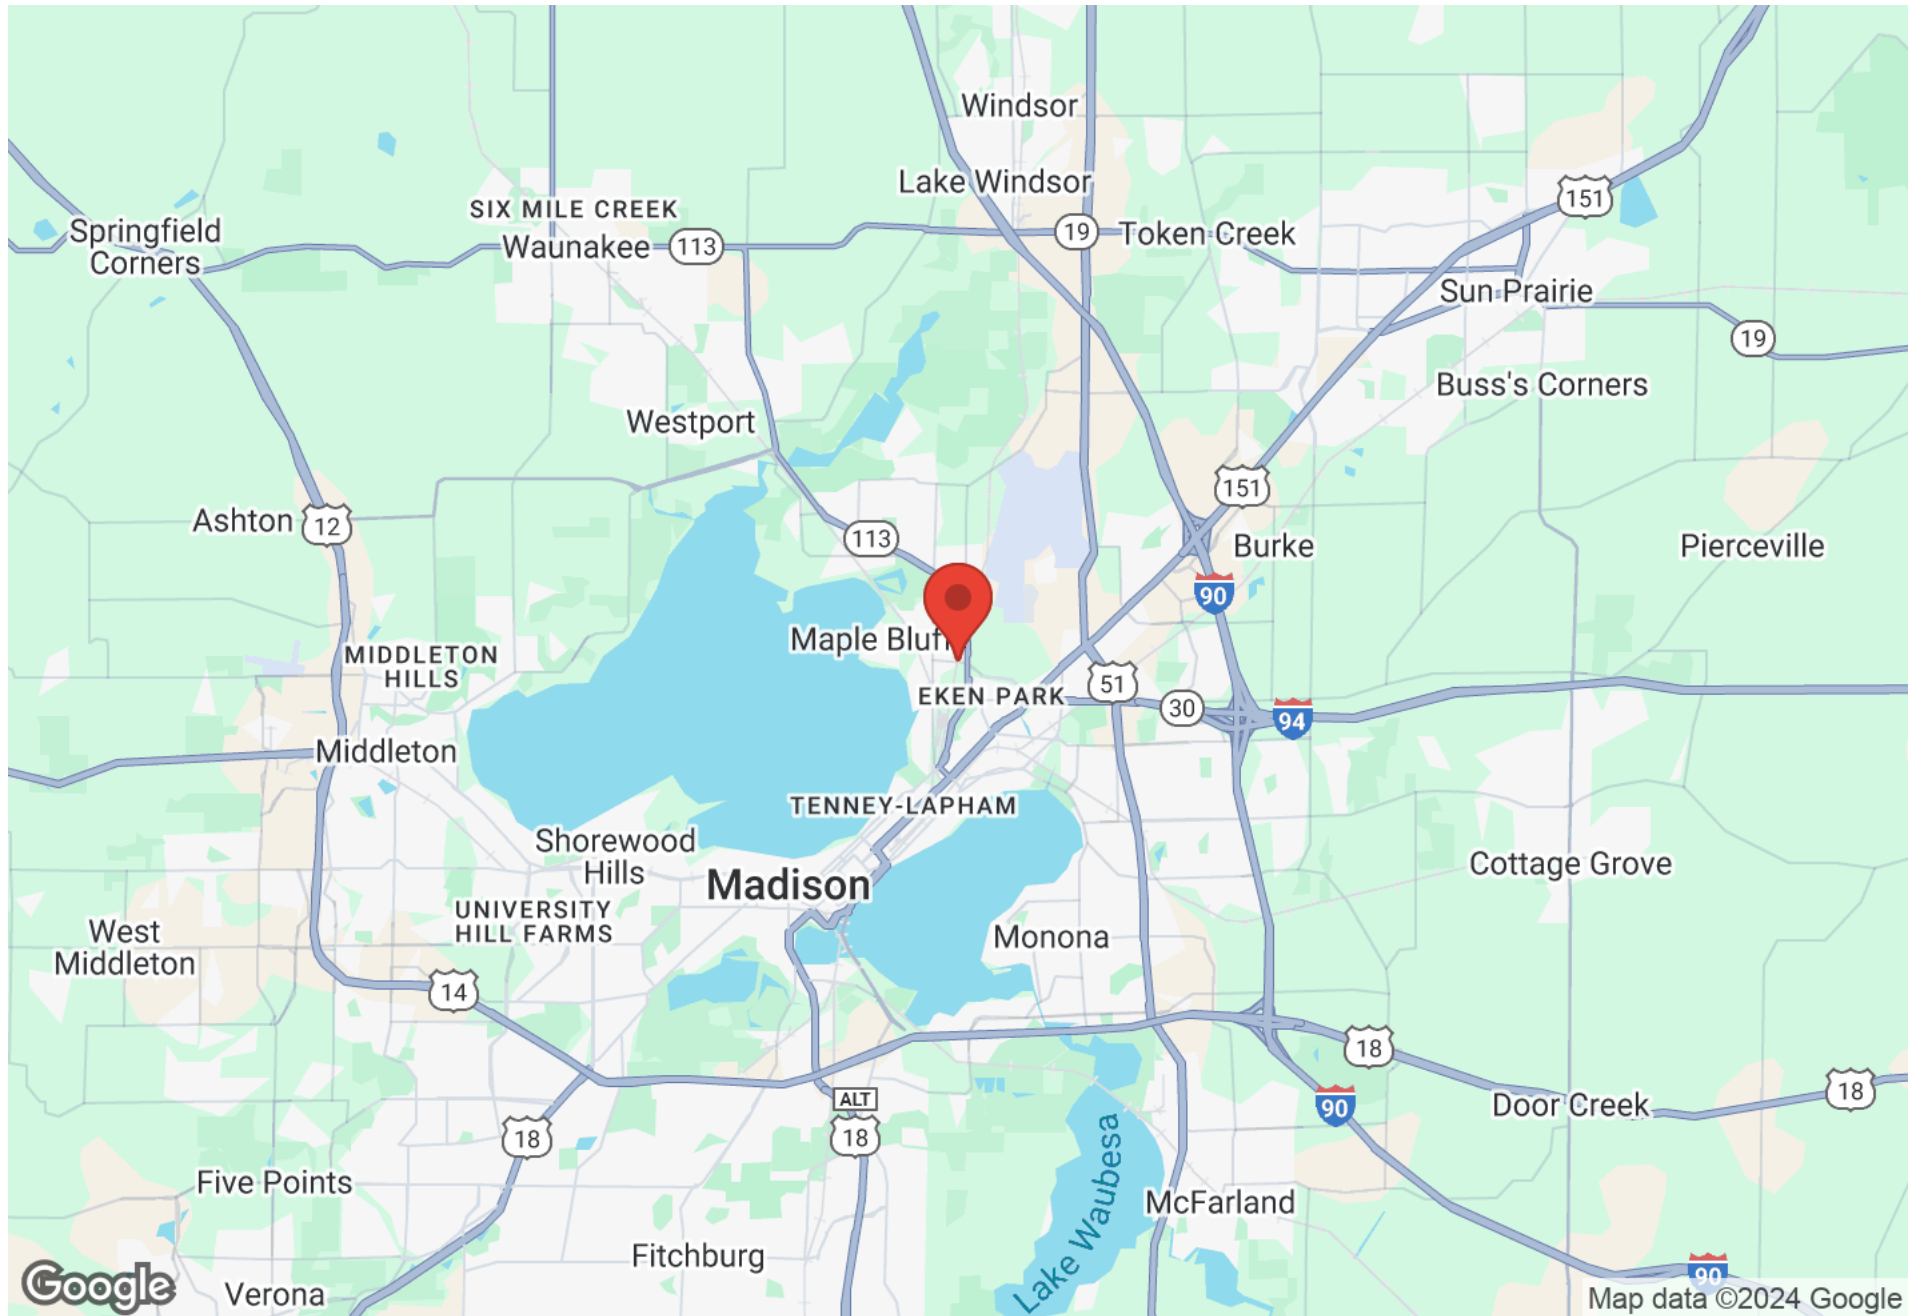 Windsor
Lake Windsor
151
SIX MILE CREEK
Springfield
Corners
Waunakee
113
19
Token Creek
Sun Prairie
19
Buss's Corners
Westport
151
Ashton
12
113
Burke
Pierceville
90
Maple Bluff
MIDDLETON
HILLS
51
EKEN PARK
30
94
Middleton
TENNEY-LAPHAM
Shorewood
Hills
Cottage Grove
Madison
UNIVERSITY
HILL FARMS
West
Middleton
Monona
14
18
ALT
18
90
Door Creek
18
18
Five Points
Lake Waubesa
McFarland
Fitchburg
90
Google
Verona
Map data ©2024 Google